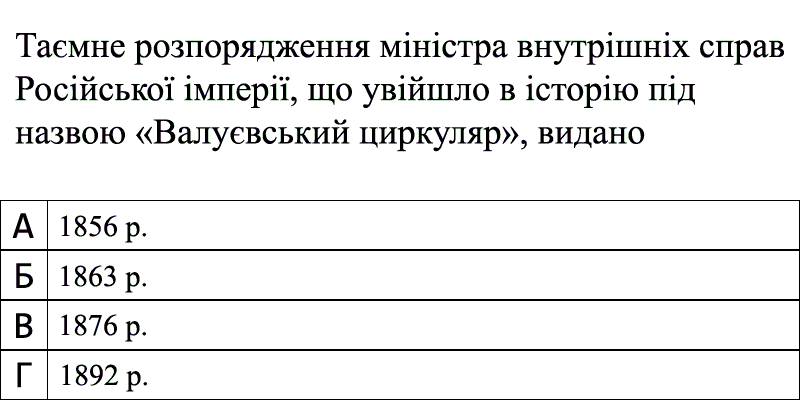 Таємне розпорядження міністра внутрішніх справ
Російської імперії, що увійшло в історію під
назвою «Валуєвський циркуляр», видано
А 1856 р.
Б 1863 р.
В 1876 р.
Г 1892 р.